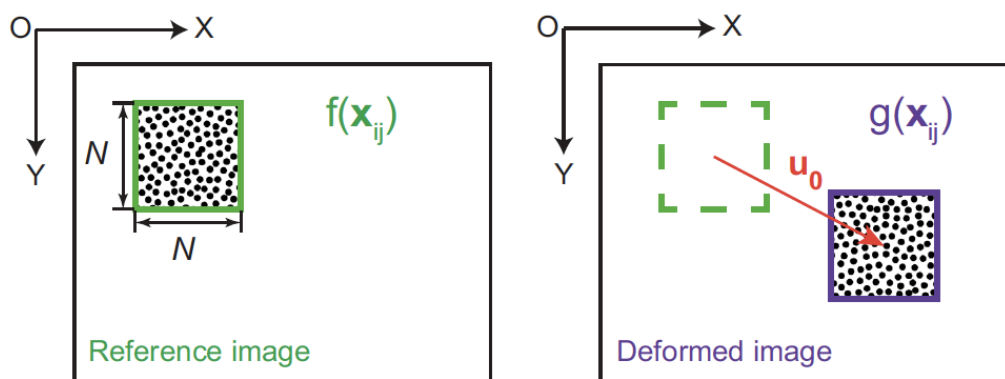 O X
Y
N
N
f(x_ij)
Reference image
O X
Y
g(x_ij)
u_0
Deformed image